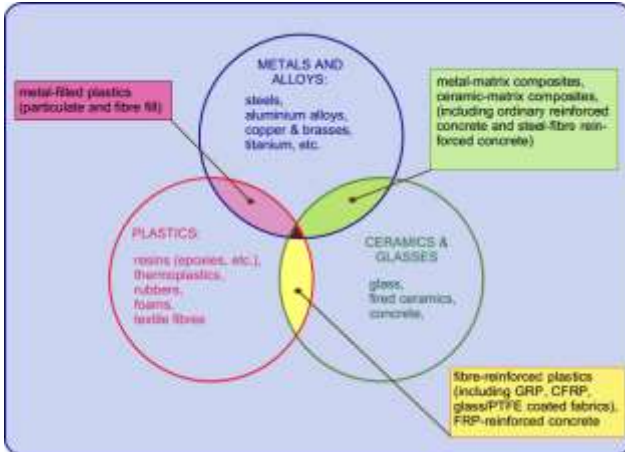 METALS AND
ALLOYS:
steels,
aluminium alloys,
copper & brasses,
titanium, etc.
metal-filled plastics
(particulate and fibre fill)
metal-matrix composites,
ceramic-matrix composites,
(including ordinary reinforced
concrete and steel-fibre rein-
forced concrete)
PLASTICS:
resins (epoxies, etc.),
thermoplastics,
rubbers,
foams,
textile fibres
CERAMICS &
GLASSES
glass,
fired ceramics,
concrete,
fibre-reinforced plastics
(including GRP, CFRP,
glass/PTFE coated fabrics),
FRP-reinforced concrete